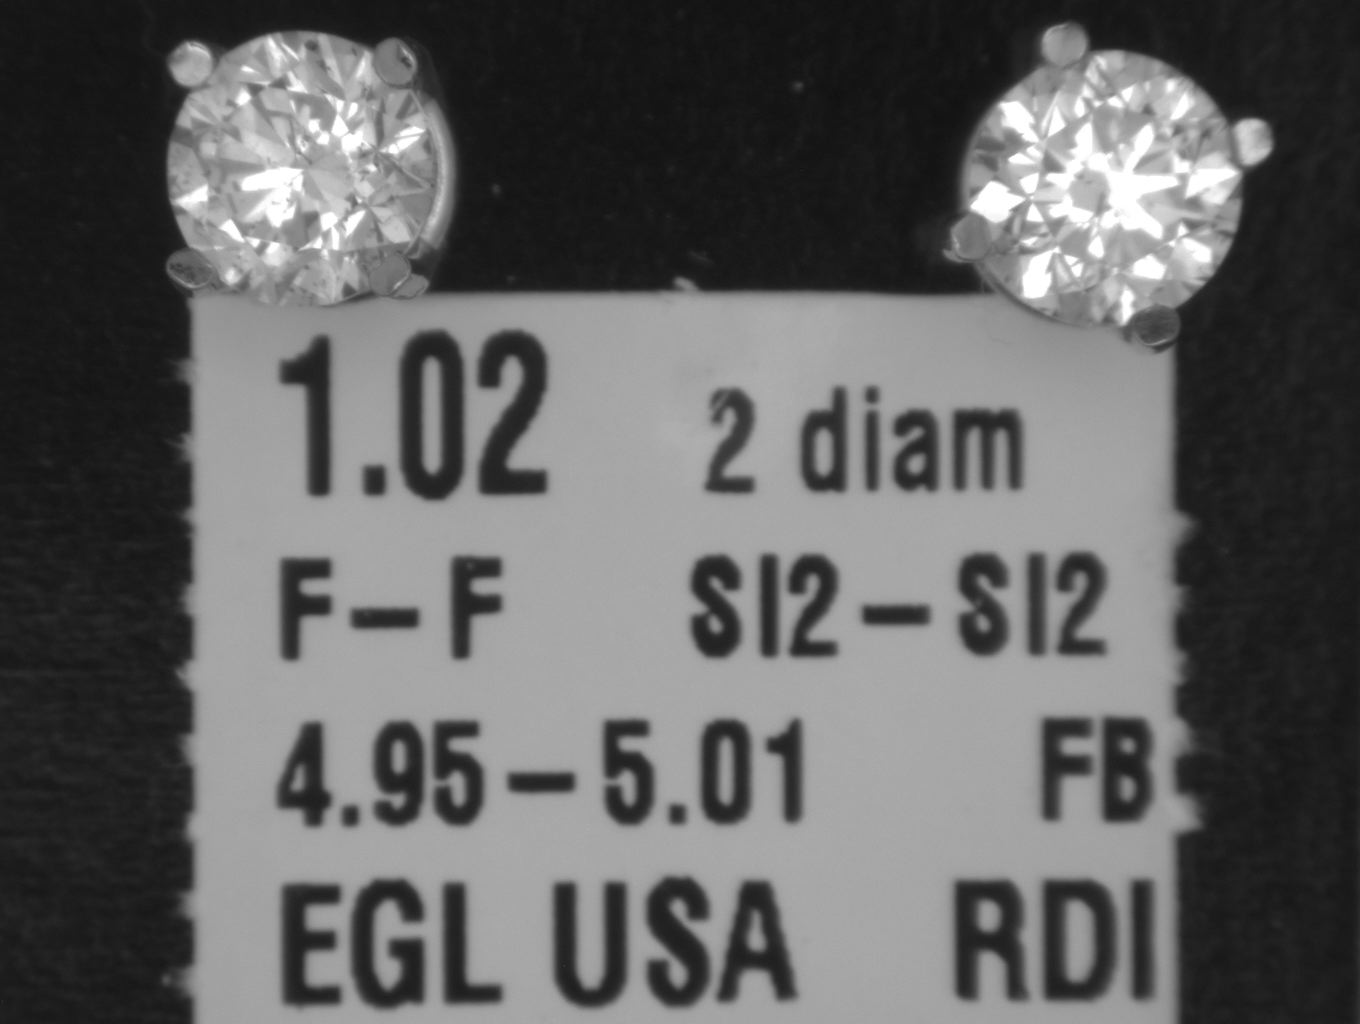 1.02 2 diam
F-F SI2-SI2
4.95-5.01 FB
EGL USA RDI